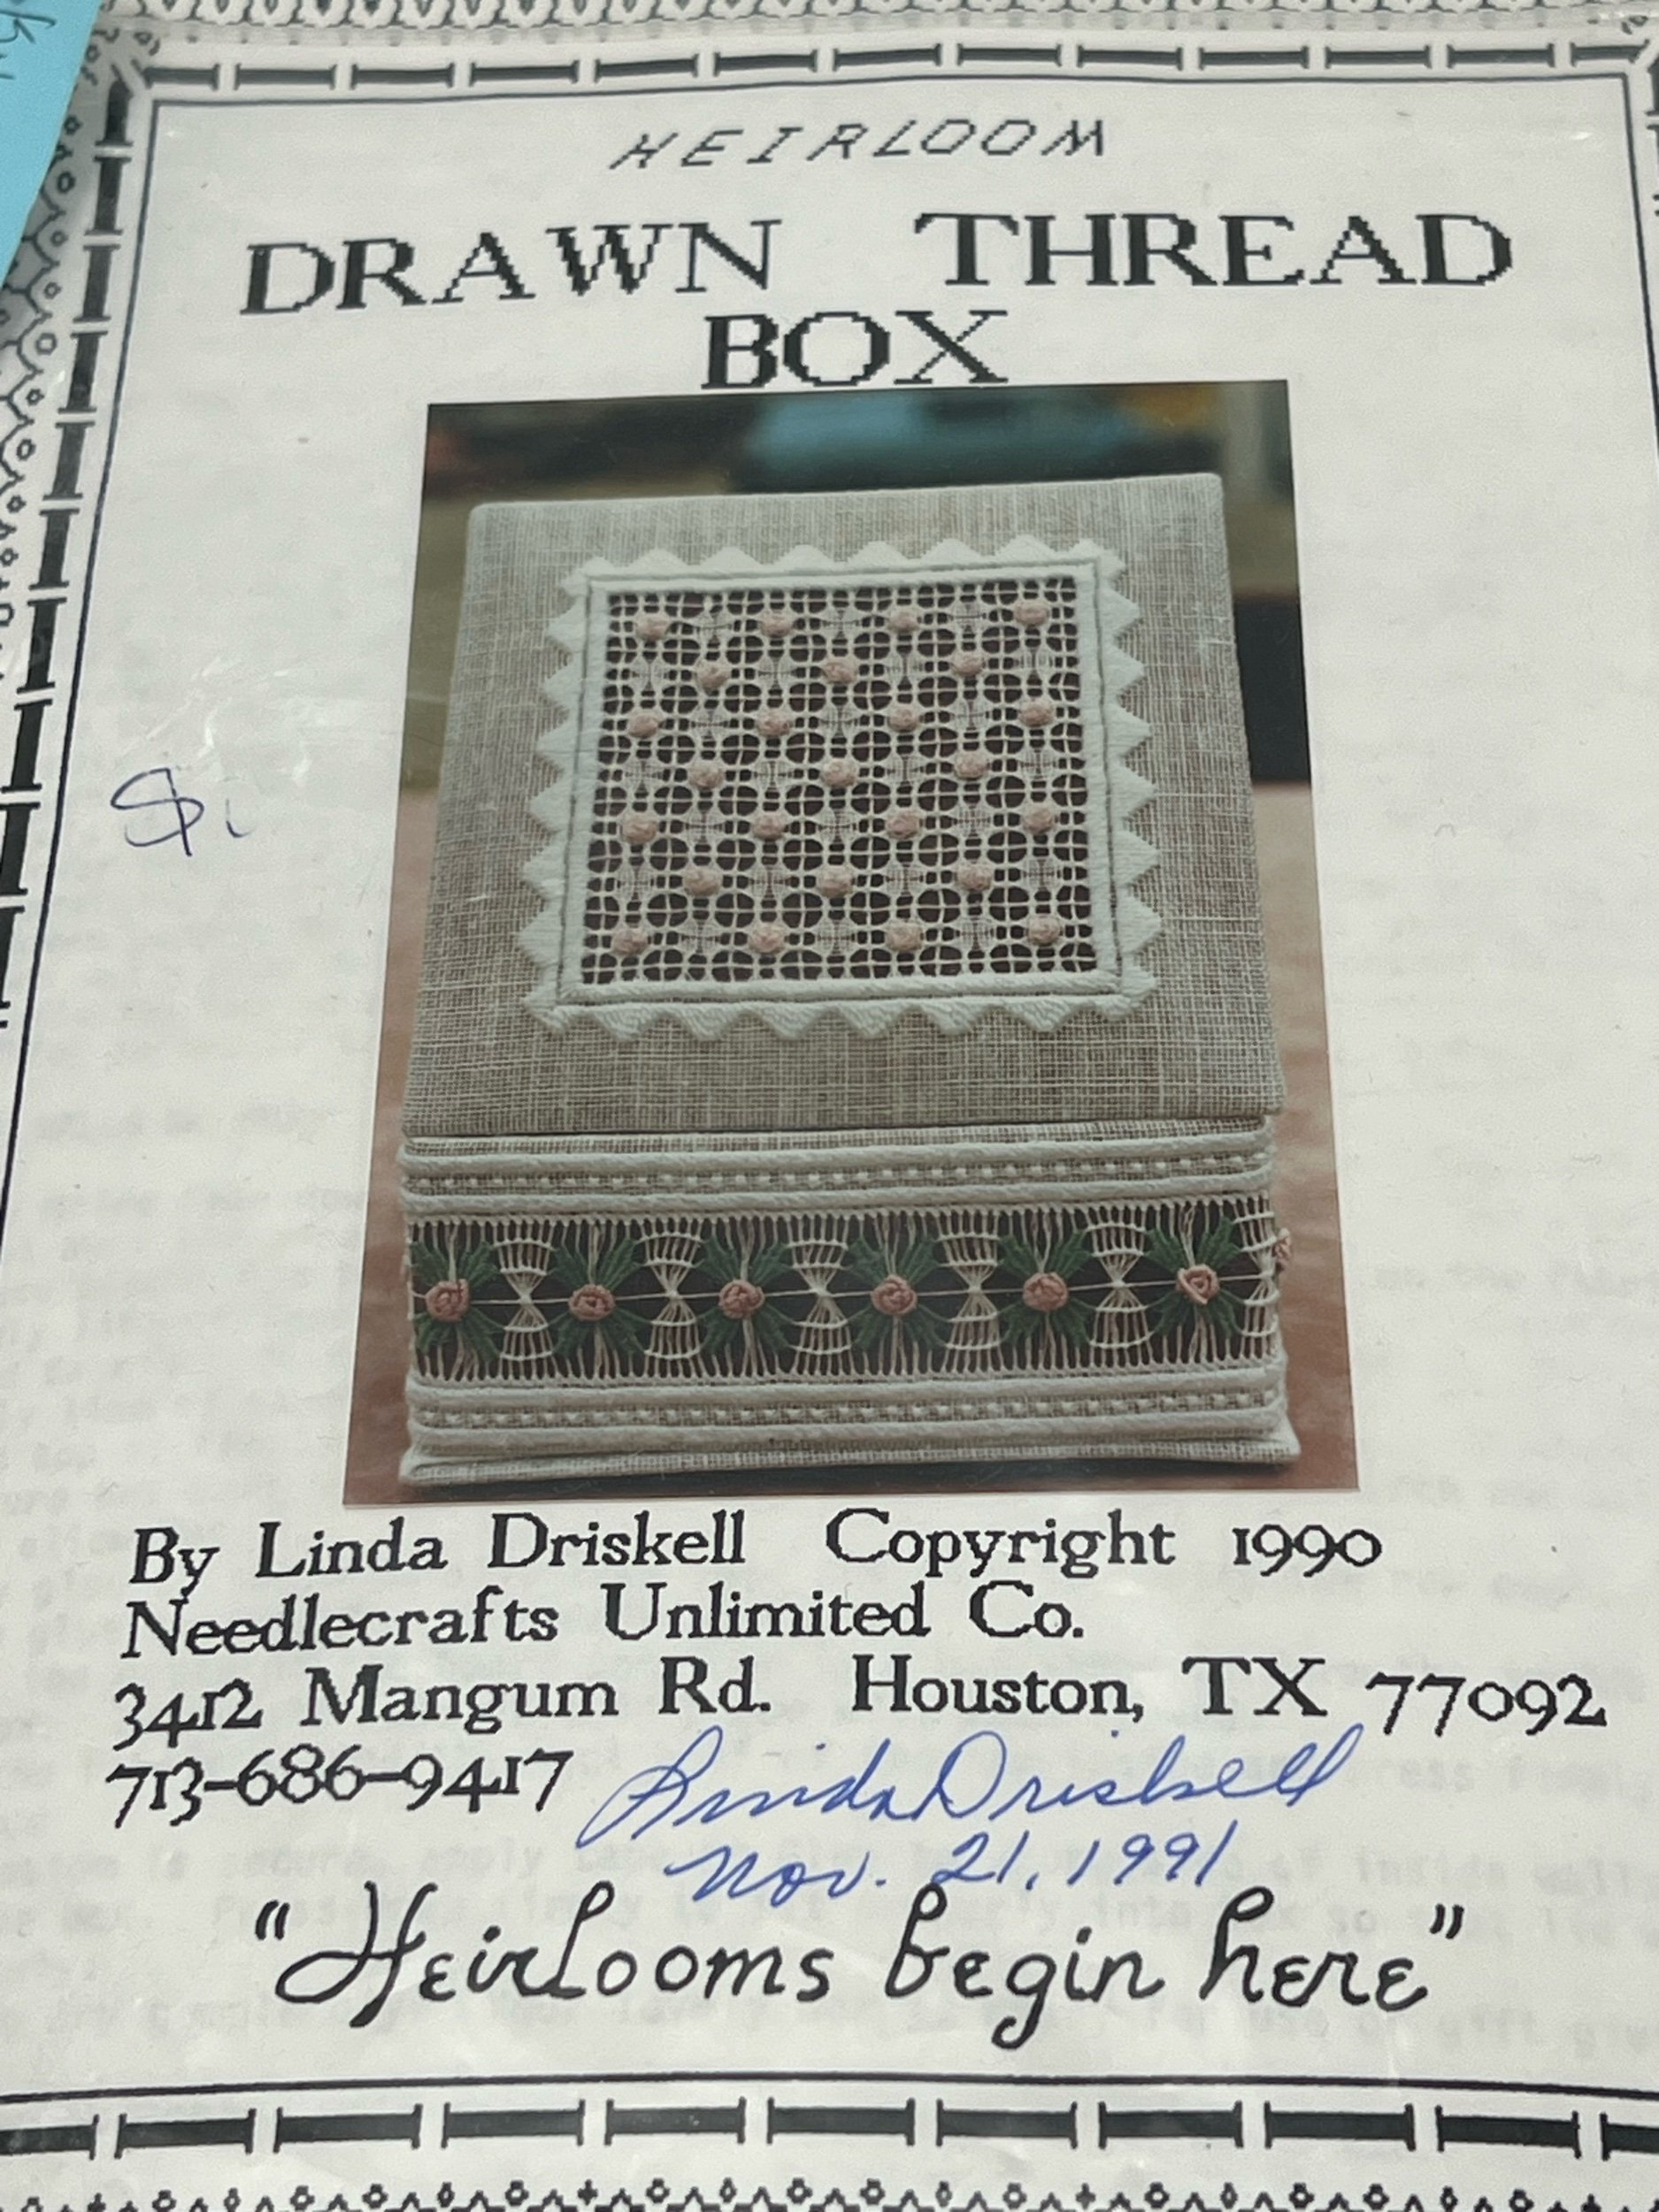 HEIRLOOM
DRAWN THREAD
BOX
By Linda Driskell Copyright 1990
Needlecrafts Unlimited Co.
3412 Mangum Rd. Houston, TX 77092
713-686-9417 Linda Driskell
Nov. 21, 1991
"Heirlooms begin here"